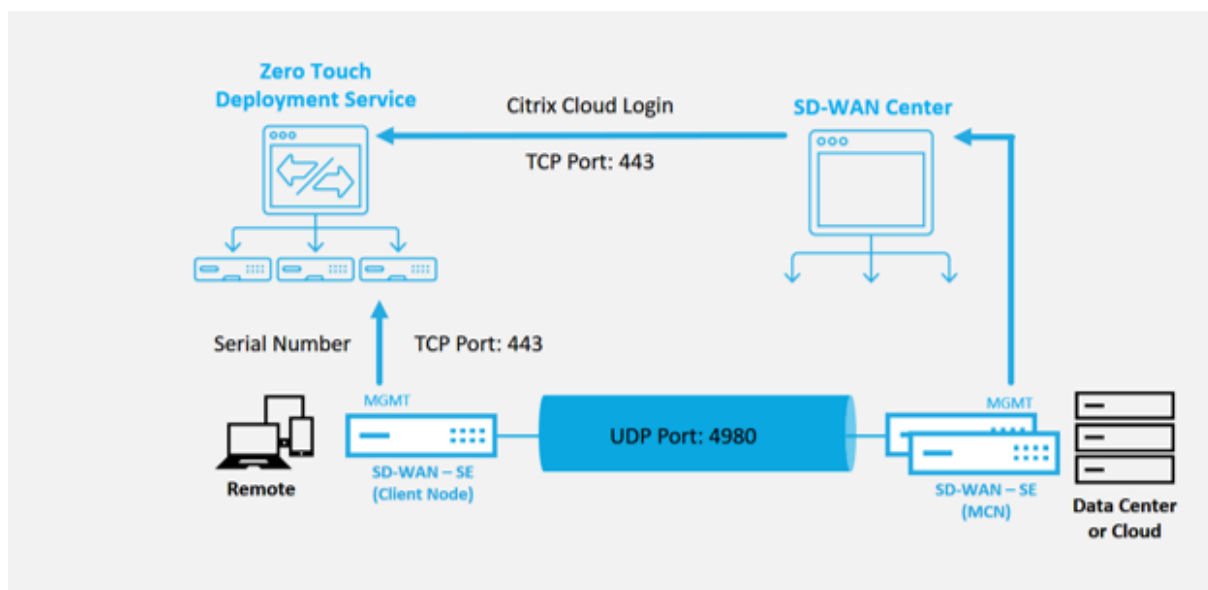 Zero Touch
Deployment Service
Citrix Cloud Login
SD-WAN Center
TCP Port: 443
Serial Number
TCP Port: 443
MGMT
MGMT
UDP Port: 4980
SD-WAN – SE
(Client Node)
Remote
SD-WAN – SE
(MCN)
Data Center
or Cloud